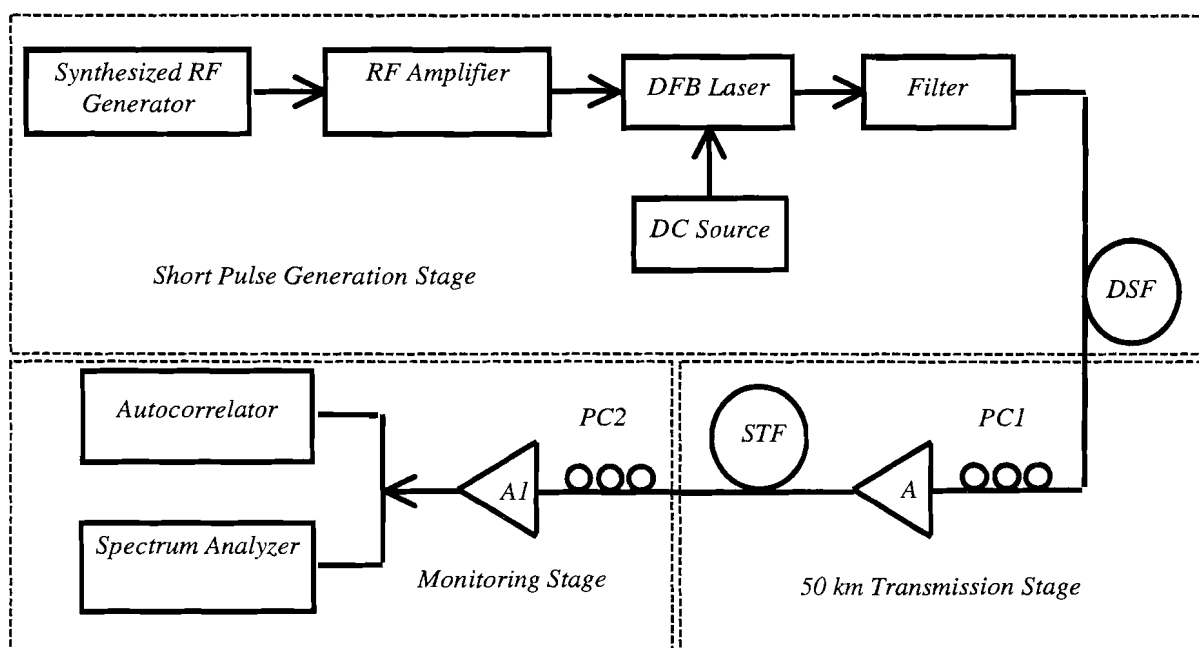 Synthesized RF
Generator
RF Amplifier
DFB Laser
Filter
DC Source
Short Pulse Generation Stage
DSF
Autocorrelator
PC2
STF
PC1
A1
A
Spectrum Analyzer
Monitoring Stage
50 km Transmission Stage